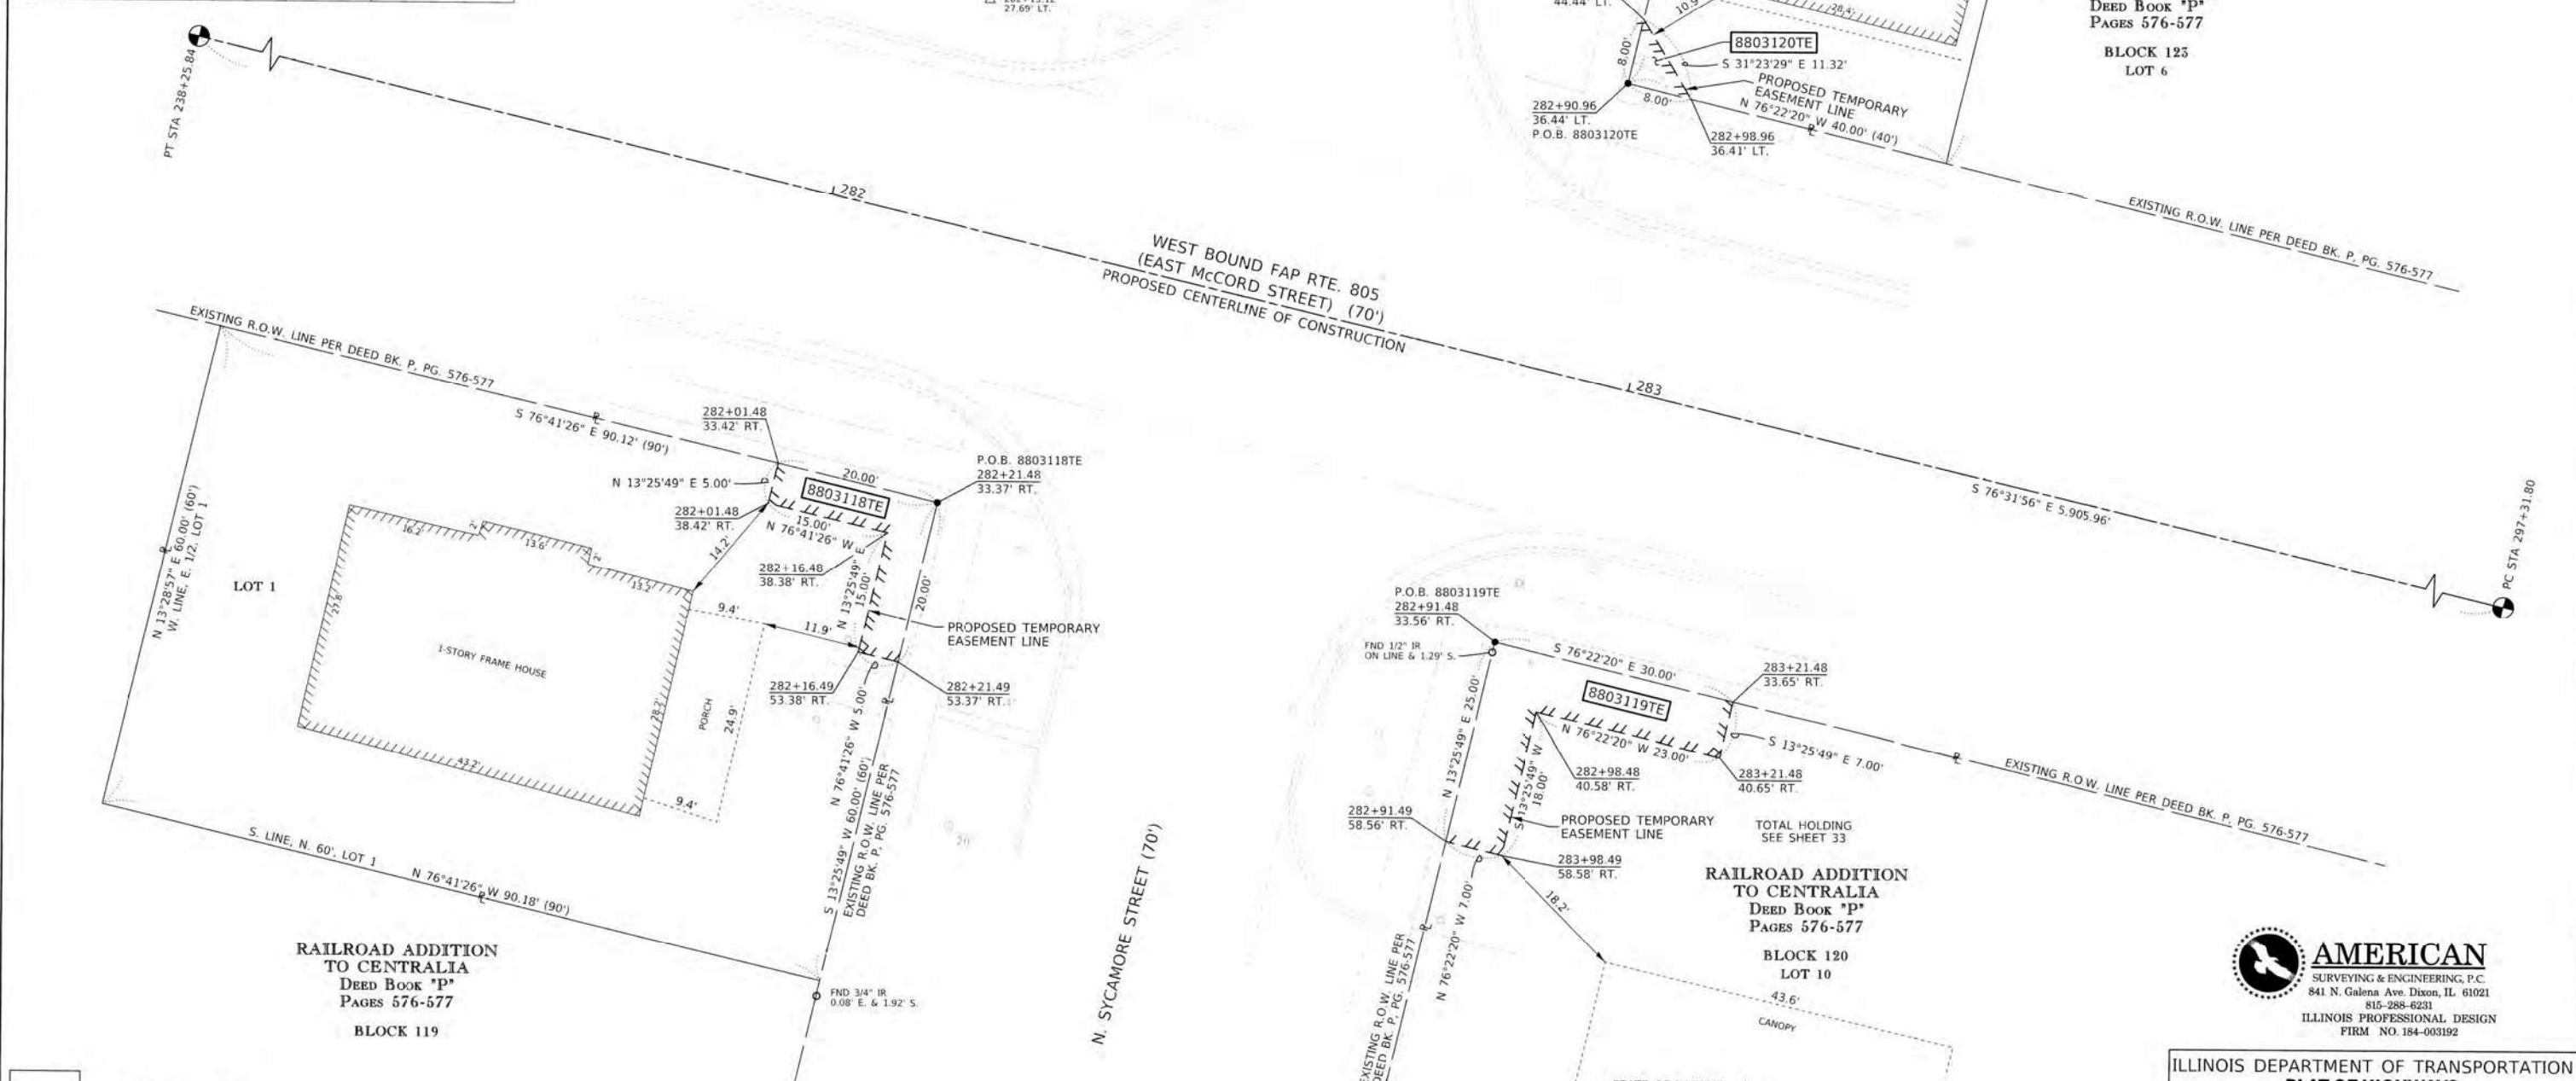 27.69' LT.
44.44' LT.
10.9'
28.4'
DEED BOOK "P"
PAGES 576-577
BLOCK 123
LOT 6
8.00'
8803120TE
S 31°23'29" E 11.32'
PROPOSED TEMPORARY
EASEMENT LINE
8.00'
N 76°22'20" W 40.00' (40')
282+90.96
36.44' LT.
P.O.B. 8803120TE
282+98.96
36.41' LT.
EXISTING R.O.W. LINE PER DEED BK. P, PG. 576-577
PT STA 238+25.84
282
WEST BOUND FAP RTE. 805
(EAST McCORD STREET) (70')
PROPOSED CENTERLINE OF CONSTRUCTION
283
S 76°31'56" E 5,905.96'
PC STA 297+31.80
EXISTING R.O.W. LINE PER DEED BK. P, PG. 576-577
S 76°41'26" E 90.12' (90')
282+01.48
33.42' RT.
20.00'
P.O.B. 8803118TE
282+21.48
33.37' RT.
N 13°25'49" E 5.00'
8803118TE
282+01.48
38.42' RT.
15.00'
N 76°41'26" W
14.2'
282+16.48
38.38' RT.
N 13°25'49" E
15.00'
20.00'
PROPOSED TEMPORARY
EASEMENT LINE
N 13°28'57" E 60.00' (60')
W. LINE, E. 1/2, LOT 1
LOT 1
16.2'
2'
13.6'
2'
13.2'
27.8'
1-STORY FRAME HOUSE
28.2'
43.2'
9.4'
11.9'
PORCH
24.9'
9.4'
282+16.49
53.38' RT.
282+21.49
53.37' RT.
N 76°41'26" W 5.00'
S 13°25'49" W 60.00' (60')
EXISTING R.O.W. LINE PER
DEED BK. P, PG. 576-577
S. LINE, N. 60', LOT 1
N 76°41'26" W 90.18' (90')
RAILROAD ADDITION
TO CENTRALIA
DEED BOOK "P"
PAGES 576-577
BLOCK 119
FND 3/4" IR
0.08' E. & 1.92' S.
20"
N. SYCAMORE STREET (70')
P.O.B. 8803119TE
282+91.48
33.56' RT.
FND 1/2" IR
ON LINE & 1.29' S.
S 76°22'20" E 30.00'
283+21.48
33.65' RT.
8803119TE
N 76°22'20" W 23.00'
S 13°25'49" E 7.00'
N 13°25'49" E 25.00'
S 13°25'49" W
18.00'
282+98.48
40.58' RT.
283+21.48
40.65' RT.
EXISTING R.O.W. LINE PER DEED BK. P, PG. 576-577
282+91.49
58.56' RT.
PROPOSED TEMPORARY
EASEMENT LINE
TOTAL HOLDING
SEE SHEET 33
283+98.49
58.58' RT.
N 76°22'20" W 7.00'
18.2'
EXISTING R.O.W. LINE PER
DEED BK. P, PG. 576-577
RAILROAD ADDITION
TO CENTRALIA
DEED BOOK "P"
PAGES 576-577
BLOCK 120
LOT 10
43.6'
CANOPY
AMERICAN
SURVEYING & ENGINEERING, P.C.
841 N. Galena Ave. Dixon, IL 61021
815-288-6231
ILLINOIS PROFESSIONAL DESIGN
FIRM NO. 184-003192
ILLINOIS DEPARTMENT OF TRANSPORTATION